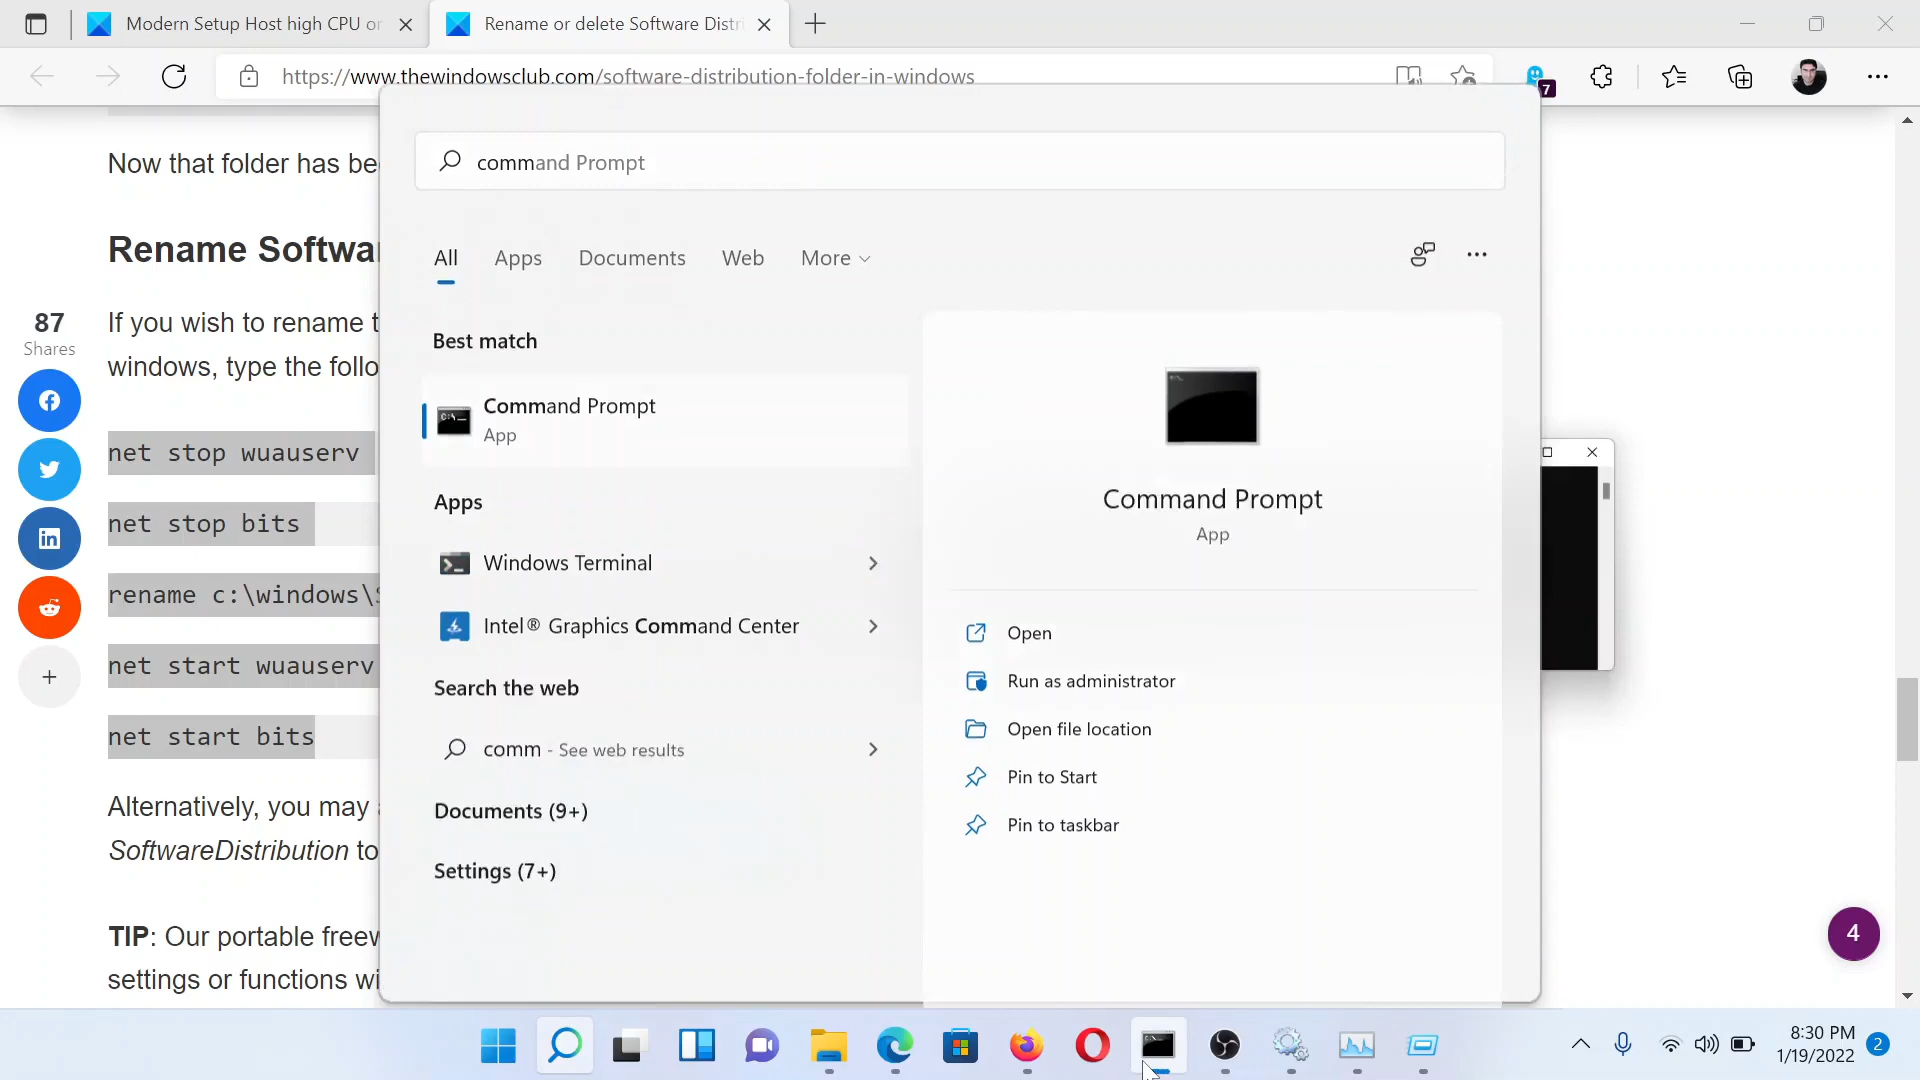 Modern Setup Host high CPU or
Rename or delete Software Distri
https://www.thewindowsclub.com/software-distribution-folder-in-windows
7
command Prompt
Now that folder has be
Rename Softwa
All Apps Documents Web More
If you wish to rename t
windows, type the follo
87
Shares
Best match
Command Prompt
App
Command Prompt
App
net stop wuauserv
net stop bits
rename c:\windows\S
net start wuauserv
net start bits
Apps
Windows Terminal
Intel® Graphics Command Center
Search the web
comm - See web results
Documents (9+)
Settings (7+)
Open
Run as administrator
Open file location
Pin to Start
Pin to taskbar
Alternatively, you may a
SoftwareDistribution to
TIP: Our portable freew
settings or functions wi
4
8:30 PM
1/19/2022
2